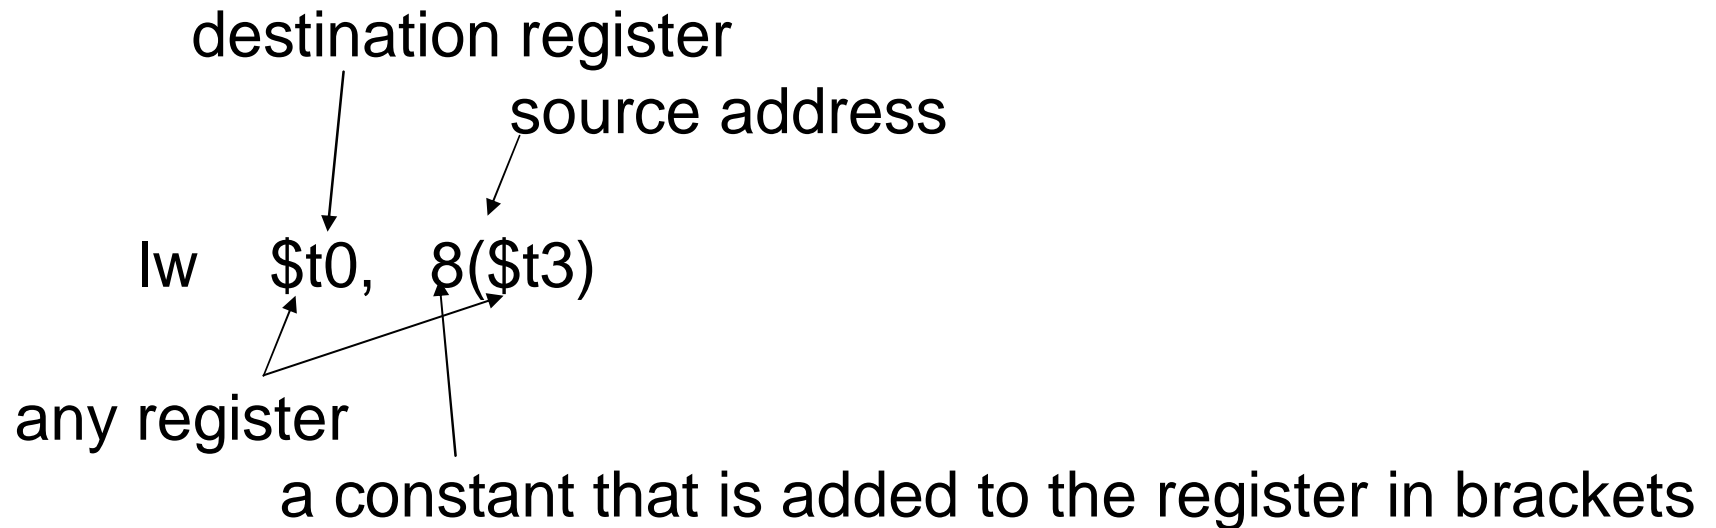 destination register
source address
lw $t0, 8($t3)
any register
a constant that is added to the register in brackets